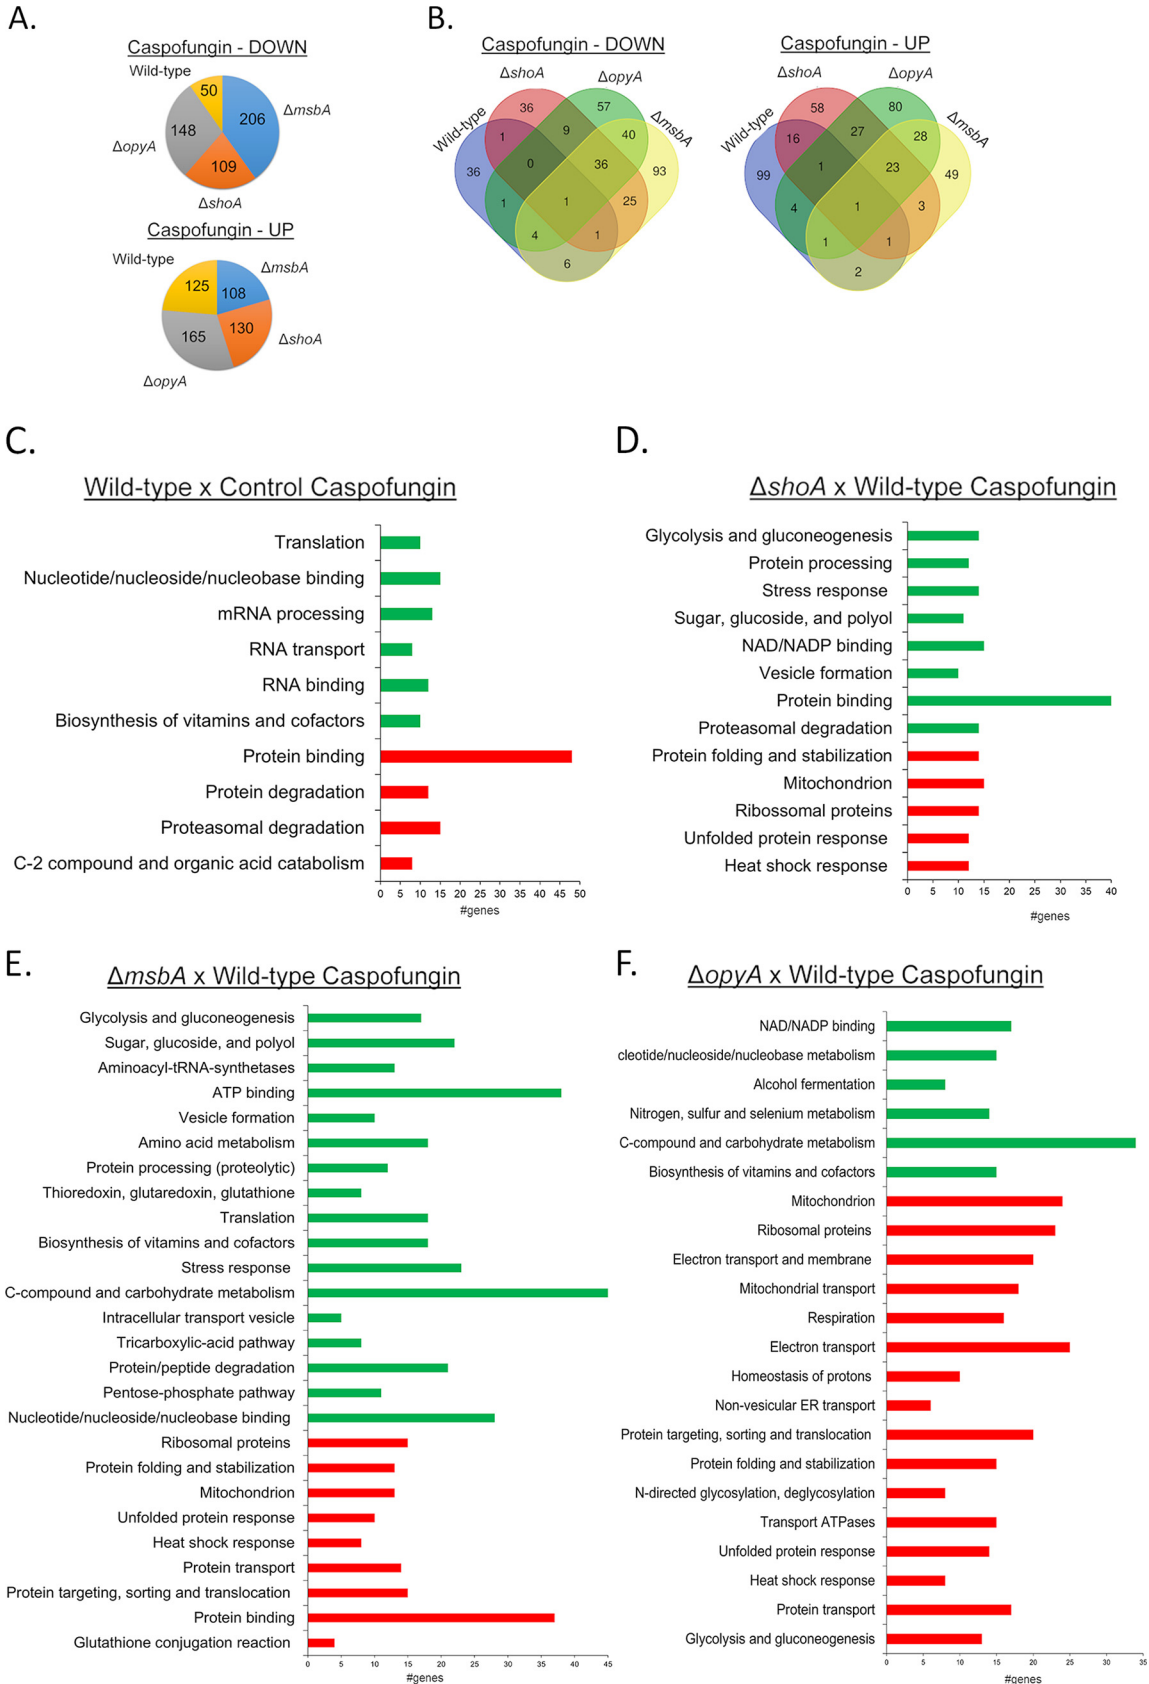 A.
Caspofungin - DOWN
Wild-type
50
206
ΔmsbA
148
ΔopyA
109
ΔshoA
Caspofungin - UP
Wild-type
ΔmsbA
125
108
130
165
ΔshoA
ΔopyA
B.
Caspofungin - DOWN
ΔshoA
ΔopyA
Wild-type
ΔmsbA
36
57
1
9
40
36
0
36
93
1
1
25
4
1
6
Caspofungin - UP
ΔshoA
ΔopyA
Wild-type
ΔmsbA
58
80
16
27
28
99
1
23
49
4
1
3
1
1
2
C.
Wild-type x Control Caspofungin
Translation
Nucleotide/nucleoside/nucleobase binding
mRNA processing
RNA transport
RNA binding
Biosynthesis of vitamins and cofactors
Protein binding
Protein degradation
Proteasomal degradation
C-2 compound and organic acid catabolism
0 5 10 15 20 25 30 35 40 45 50
#genes
D.
ΔshoA x Wild-type Caspofungin
Glycolysis and gluconeogenesis
Protein processing
Stress response
Sugar, glucoside, and polyol
NAD/NADP binding
Vesicle formation
Protein binding
Proteasomal degradation
Protein folding and stabilization
Mitochondrion
Ribossomal proteins
Unfolded protein response
Heat shock response
0 5 10 15 20 25 30 35 40
#genes
E.
ΔmsbA x Wild-type Caspofungin
Glycolysis and gluconeogenesis
Sugar, glucoside, and polyol
Aminoacyl-tRNA-synthetases
ATP binding
Vesicle formation
Amino acid metabolism
Protein processing (proteolytic)
Thioredoxin, glutaredoxin, glutathione
Translation
Biosynthesis of vitamins and cofactors
Stress response
C-compound and carbohydrate metabolism
Intracellular transport vesicle
Tricarboxylic-acid pathway
Protein/peptide degradation
Pentose-phosphate pathway
Nucleotide/nucleoside/nucleobase binding
Ribosomal proteins
Protein folding and stabilization
Mitochondrion
Unfolded protein response
Heat shock response
Protein transport
Protein targeting, sorting and translocation
Protein binding
Glutathione conjugation reaction
0 5 10 15 20 25 30 35 40 45
#genes
F.
ΔopyA x Wild-type Caspofungin
NAD/NADP binding
cleotide/nucleoside/nucleobase metabolism
Alcohol fermentation
Nitrogen, sulfur and selenium metabolism
C-compound and carbohydrate metabolism
Biosynthesis of vitamins and cofactors
Mitochondrion
Ribosomal proteins
Electron transport and membrane
Mitochondrial transport
Respiration
Electron transport
Homeostasis of protons
Non-vesicular ER transport
Protein targeting, sorting and translocation
Protein folding and stabilization
N-directed glycosylation, deglycosylation
Transport ATPases
Unfolded protein response
Heat shock response
Protein transport
Glycolysis and gluconeogenesis
0 5 10 15 20 25 30 35
#genes